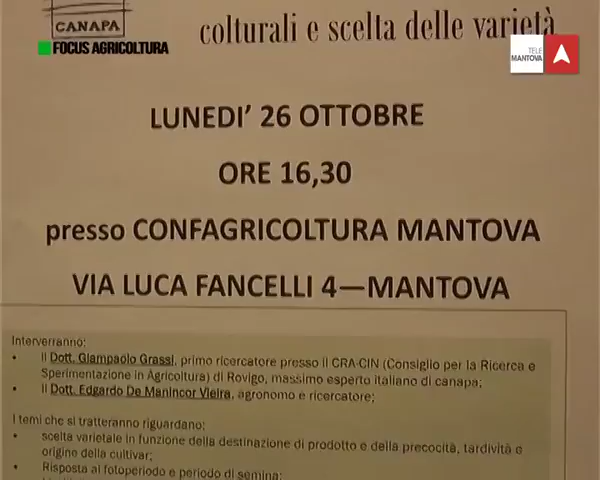 CANAPA
FOCUS AGRICOLTURA
colturali e scelta delle varietà
TELE
MANTOVA
LUNEDI' 26 OTTOBRE
ORE 16,30
presso CONFAGRICOLTURA MANTOVA
VIA LUCA FANCELLI 4—MANTOVA
Interverranno:
• Il Dott. Giampaolo Grassi, primo ricercatore presso il CRA-CIN (Consiglio per la Ricerca e
Sperimentazione in Agricoltura) di Rovigo, massimo esperto italiano di canapa;
• Il Dott. Edgardo De Manincor Vieira, agronomo e ricercatore;
I temi che si tratteranno riguardano:
• scelta varietale in funzione della destinazione di prodotto e della precocità, tardività e
origine della cultivar;
• Risposta al fotoperiodo e periodo di semina;